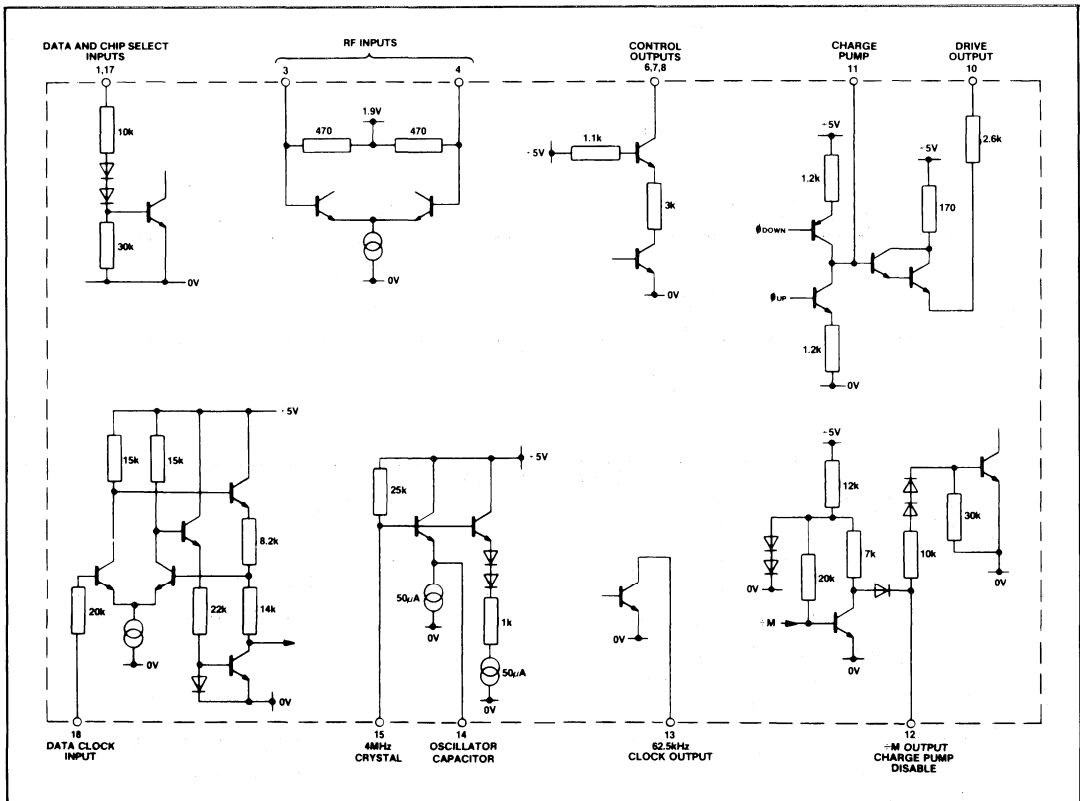 DATA AND CHIP SELECT
INPUTS
1,17
RF INPUTS
3
4
CONTROL
OUTPUTS
6,7,8
CHARGE
PUMP
11
DRIVE
OUTPUT
10
10k
30k
0V
1.9V
470
470
0V
-5V
1.1k
3k
0V
-5V
1.2k
ϕDOWN
ϕUP
1.2k
0V
-5V
170
2.6k
-5V
15k
15k
8.2k
20k
22k
14k
0V
0V
18
DATA CLOCK
INPUT
-5V
25k
50μA
0V
1k
50μA
0V
15
4MHz
CRYSTAL
14
OSCILLATOR
CAPACITOR
0V
13
62.5kHz
CLOCK OUTPUT
-5V
12k
7k
20k
0V
÷M
0V
10k
30k
0V
12
÷M OUTPUT
CHARGE PUMP
DISABLE